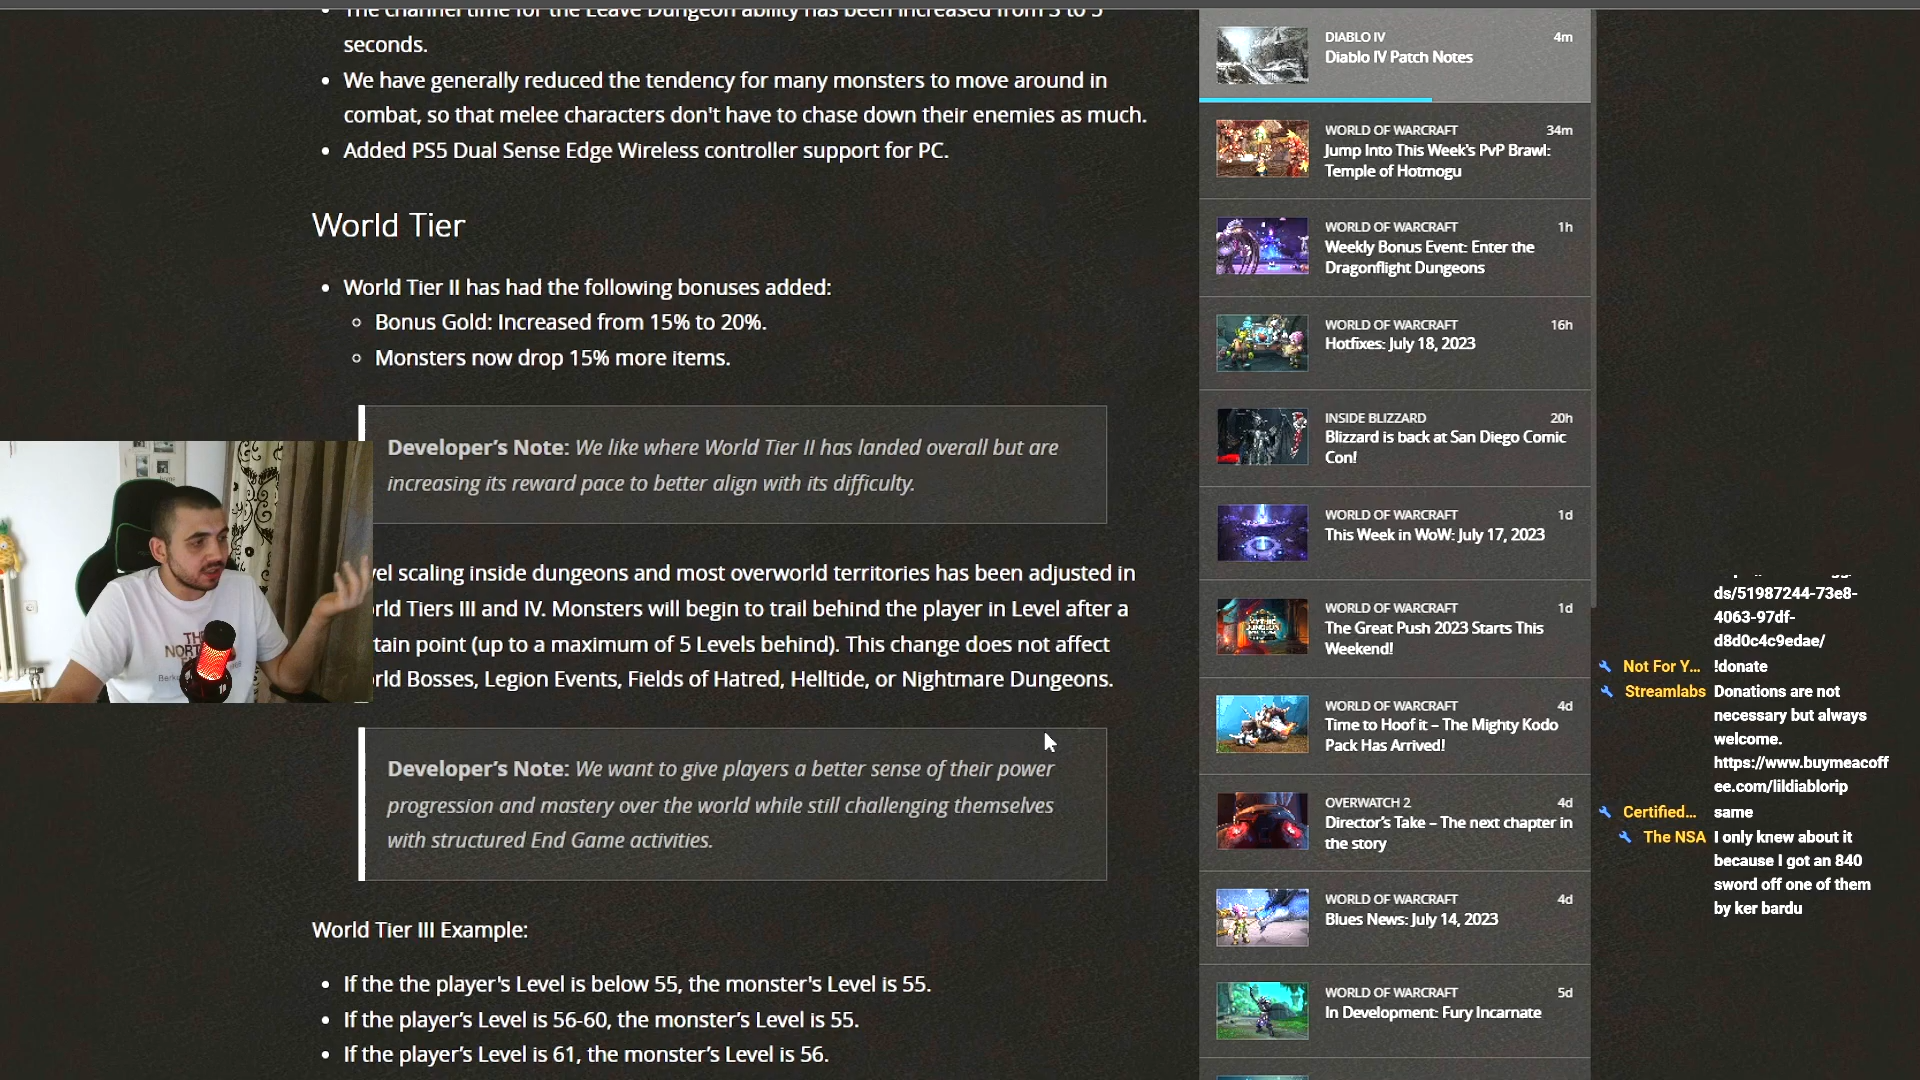 The channel time for the Leave Dungeon ability has been increased from 3 to 5
seconds.
We have generally reduced the tendency for many monsters to move around in
combat, so that melee characters don't have to chase down their enemies as much.
Added PS5 Dual Sense Edge Wireless controller support for PC.
World Tier
World Tier II has had the following bonuses added:
Bonus Gold: Increased from 15% to 20%.
Monsters now drop 15% more items.
Developer's Note: We like where World Tier II has landed overall but are
increasing its reward pace to better align with its difficulty.
vel scaling inside dungeons and most overworld territories has been adjusted in
rld Tiers III and IV. Monsters will begin to trail behind the player in Level after a
tain point (up to a maximum of 5 Levels behind). This change does not affect
rld Bosses, Legion Events, Fields of Hatred, Helltide, or Nightmare Dungeons.
Developer's Note: We want to give players a better sense of their power
progression and mastery over the world while still challenging themselves
with structured End Game activities.
World Tier III Example:
If the the player's Level is below 55, the monster's Level is 55.
If the player's Level is 56-60, the monster's Level is 55.
If the player's Level is 61, the monster's Level is 56.
DIABLO IV 4m
Diablo IV Patch Notes
WORLD OF WARCRAFT 34m
Jump Into This Week's PvP Brawl:
Temple of Hotmogu
WORLD OF WARCRAFT 1h
Weekly Bonus Event: Enter the
Dragonflight Dungeons
WORLD OF WARCRAFT 16h
Hotfixes: July 18, 2023
INSIDE BLIZZARD 20h
Blizzard is back at San Diego Comic
Con!
WORLD OF WARCRAFT 1d
This Week in WoW: July 17, 2023
WORLD OF WARCRAFT 1d
The Great Push 2023 Starts This
Weekend!
WORLD OF WARCRAFT 4d
Time to Hoof it – The Mighty Kodo
Pack Has Arrived!
OVERWATCH 2 4d
Director's Take – The next chapter in
the story
WORLD OF WARCRAFT 4d
Blues News: July 14, 2023
WORLD OF WARCRAFT 5d
In Development: Fury Incarnate
ds/51987244-73e8-
4063-97df-
d8d0c4c9edae/
Not For Y... !donate
Streamlabs Donations are not
necessary but always
welcome.
https://www.buymeacoff
ee.com/lildiablorip
Certified... same
The NSA I only knew about it
because I got an 840
sword off one of them
by ker bardu
THE
NORT